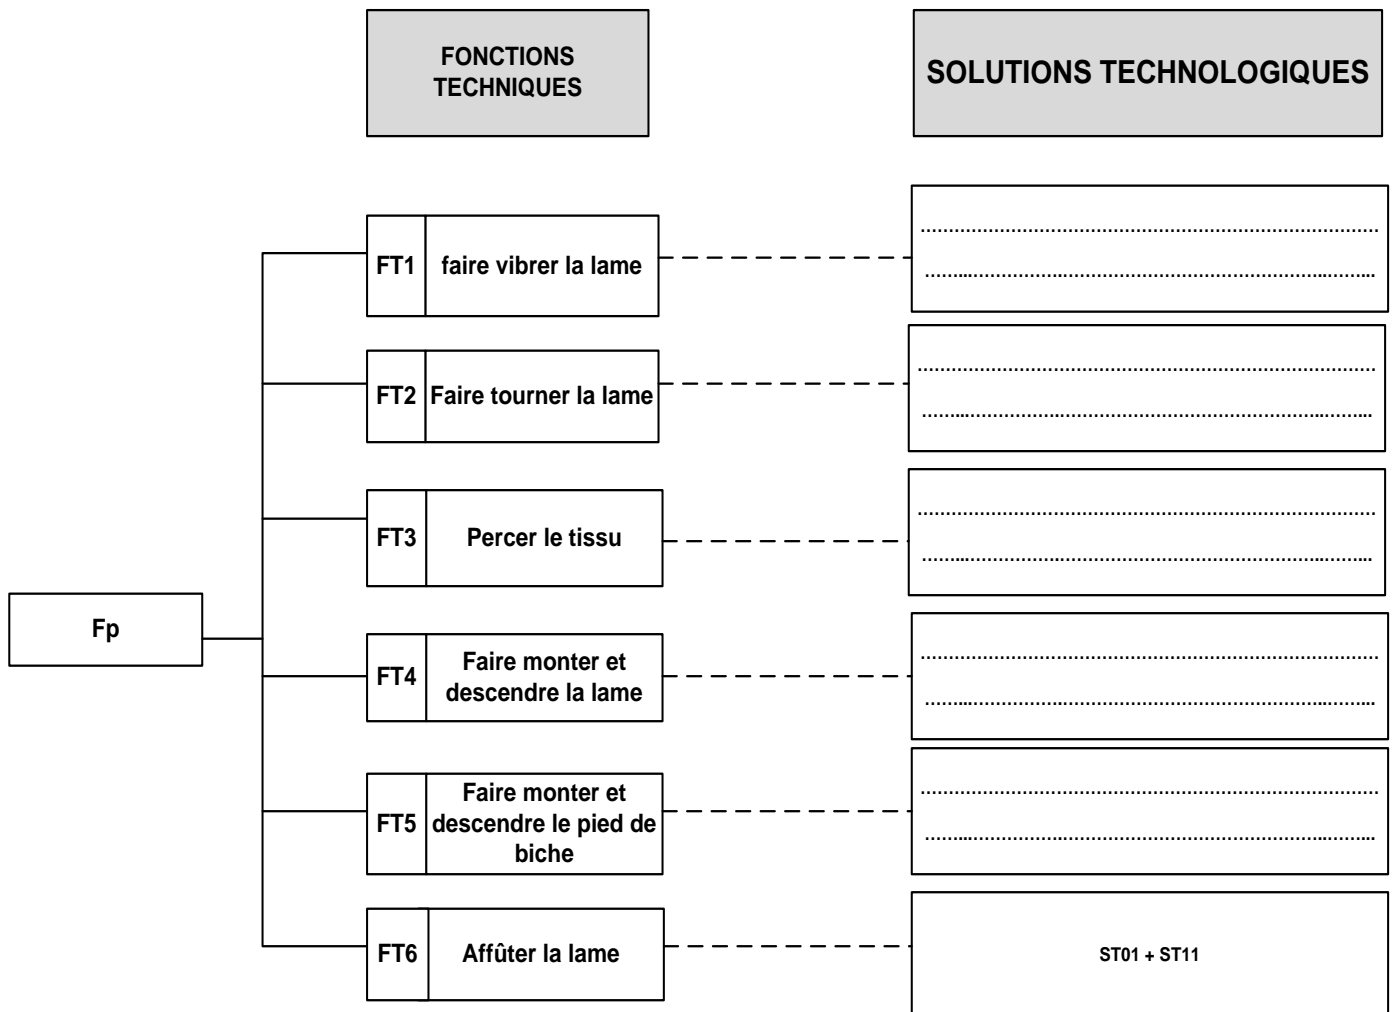 FONCTIONS
TECHNIQUES
SOLUTIONS TECHNOLOGIQUES
FT1
faire vibrer la lame
................................................................................
................................................................................
FT2
Faire tourner la lame
................................................................................
................................................................................
FT3
Percer le tissu
................................................................................
................................................................................
Fp
FT4
Faire monter et
descendre la lame
................................................................................
................................................................................
FT5
Faire monter et
descendre le pied de
biche
................................................................................
................................................................................
FT6
Affûter la lame
ST01 + ST11